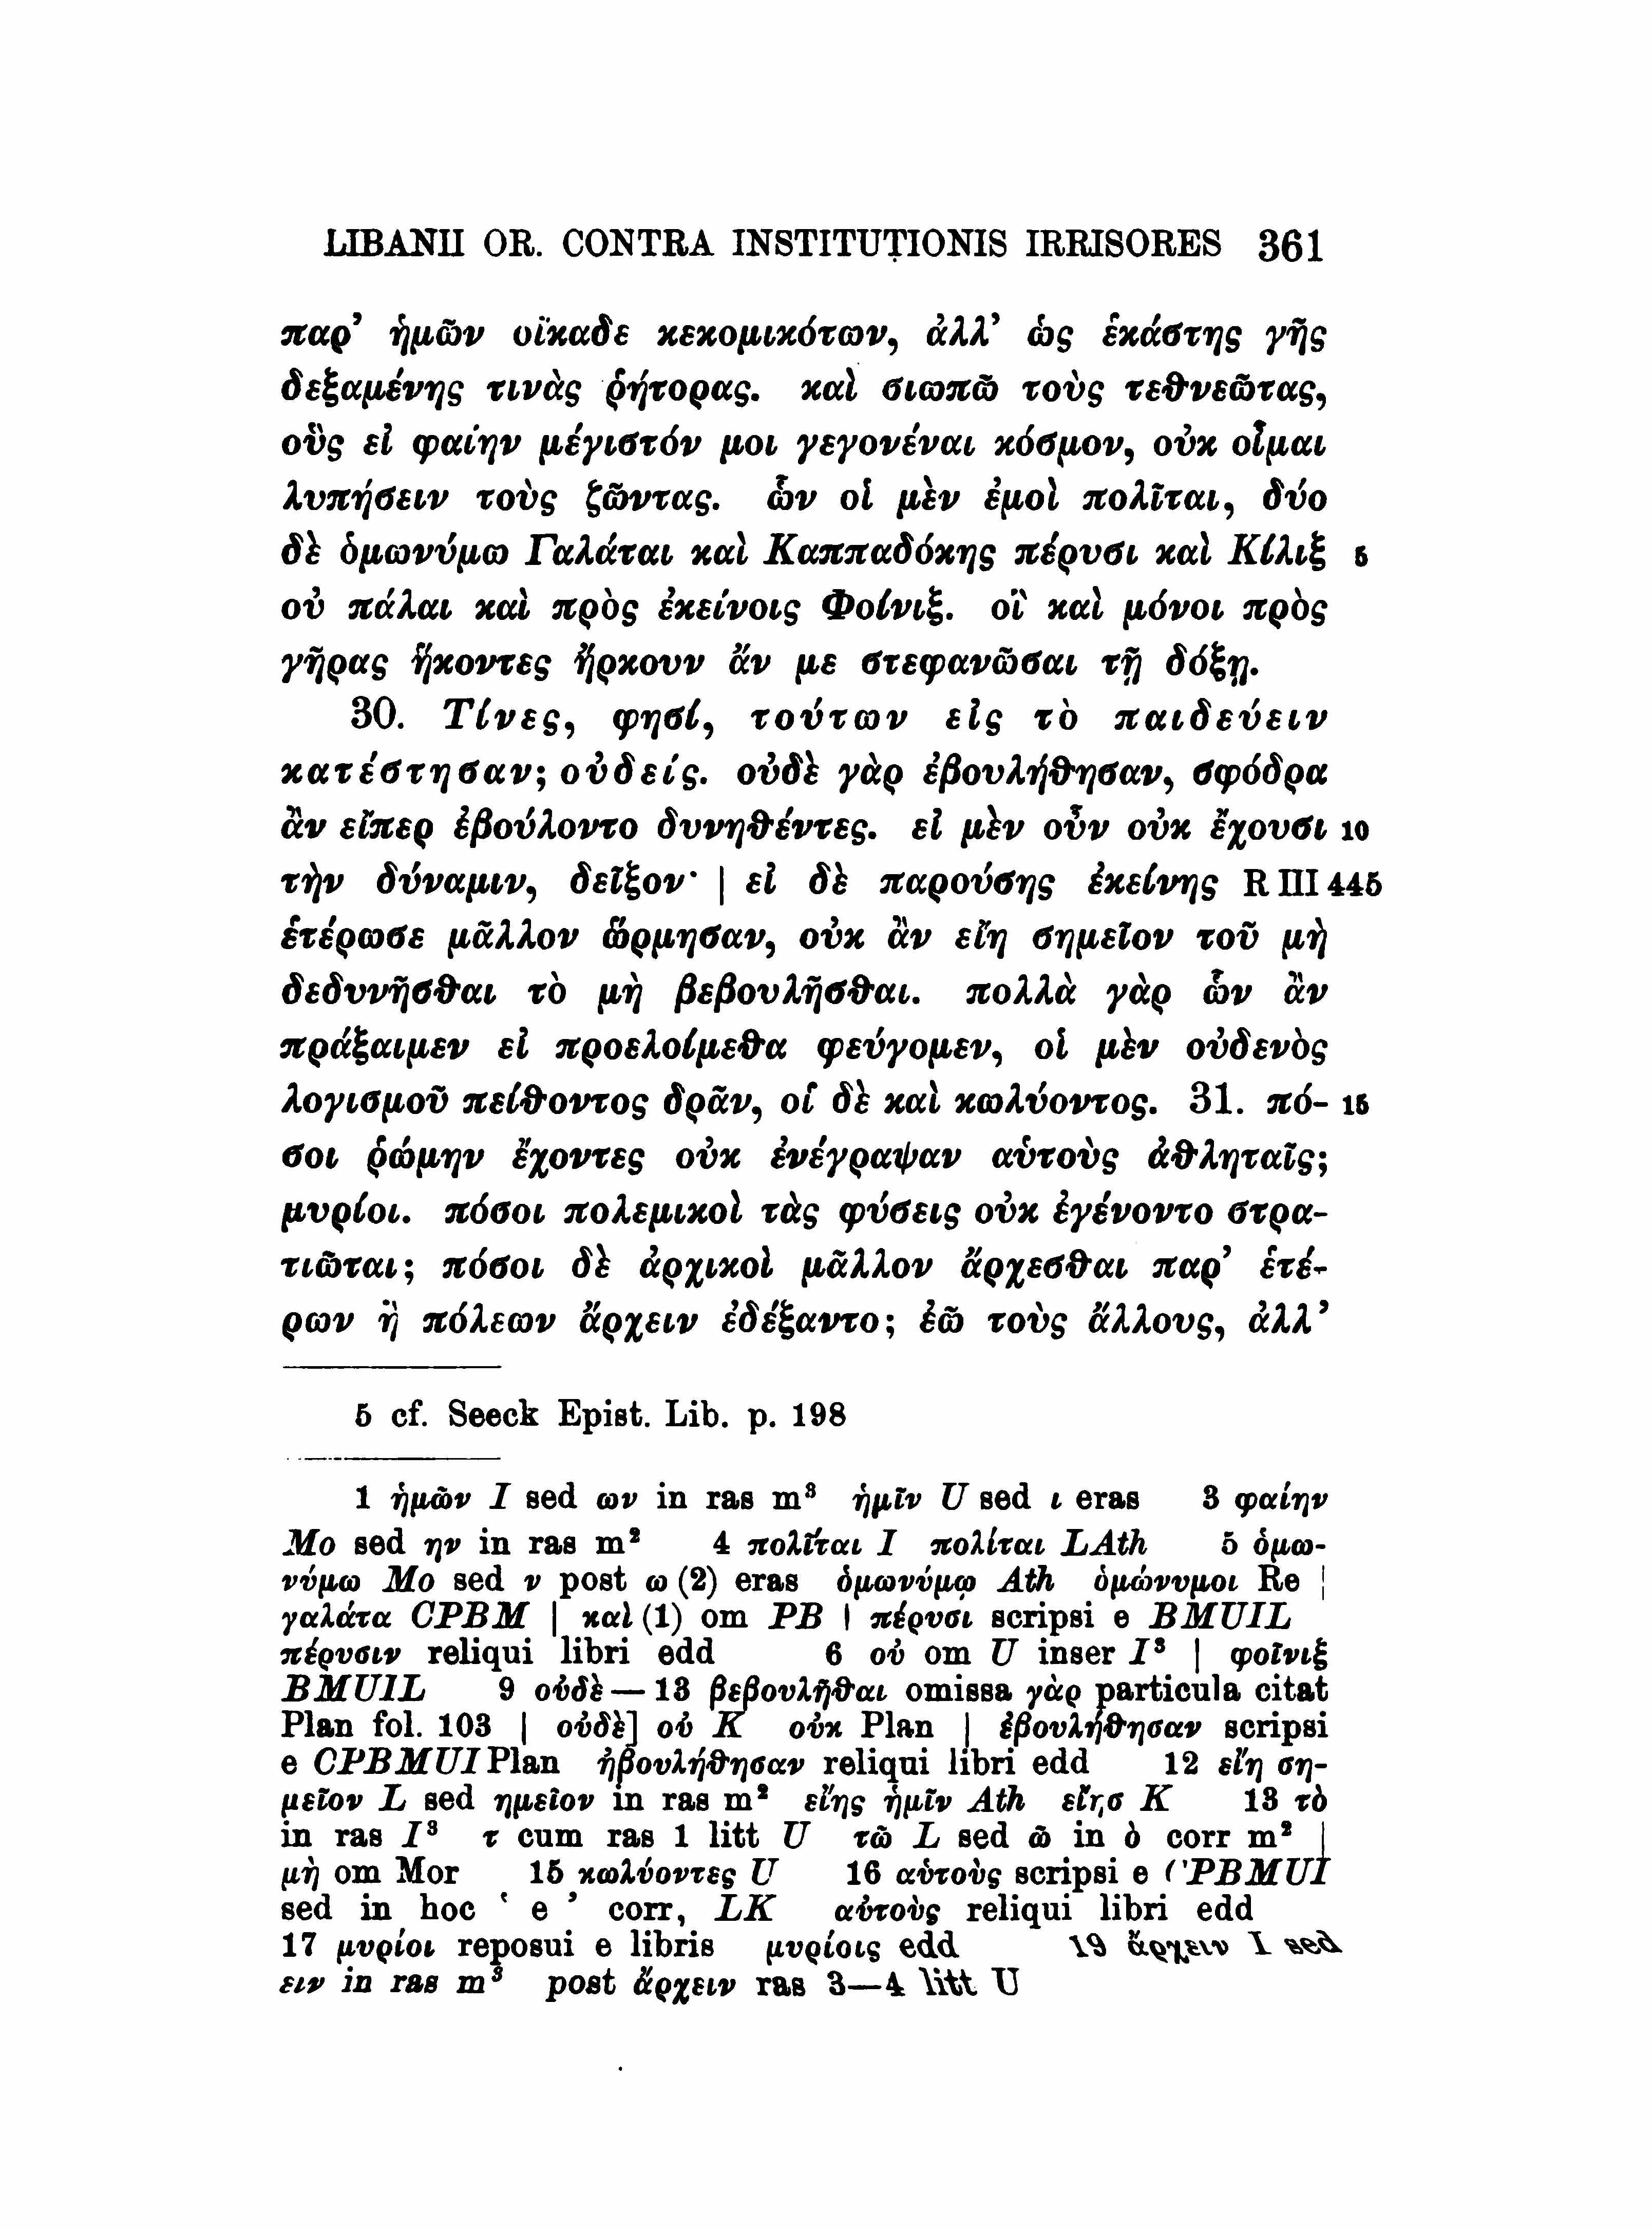 LIBANII OR. CONTRA INSTITUTIONIS IRRISORES 361
παρ’ ἡμῶν οἴκαδε κεκομικότων, ἀλλ’ ὡς ἑκάστης γῆς
δεξαμένης τινὰς ῥήτορας. καὶ σιωπῶ τοὺς τεθνεῶτας,
οὓς εἰ φαίην μέγιστόν μοι γεγονέναι κόσμον, οὐκ οἶμαι
λυπήσειν τοὺς ζῶντας. ὧν οἱ μὲν ἐμοὶ πολῖται, δύο
δὲ ὁμωνύμω Γαλάται καὶ Καππαδόκης πέρυσι καὶ Κίλιξ 5
οὐ πάλαι καὶ πρὸς ἐκείνοις Φοίνιξ. οἳ καὶ μόνοι πρὸς
γῆρας ἥκοντες ἤρκουν ἄν με στεφανῶσαι τῇ δόξῃ.
30. Τίνες, φησί, τούτων εἰς τὸ παιδεύειν
κατέστησαν; οὐδείς. οὐδὲ γὰρ ἐβουλήθησαν, σφόδρα
ἂν εἴπερ ἐβούλοντο δυνηθέντες. εἰ μὲν οὖν οὐκ ἔχουσι 10
τὴν δύναμιν, δεῖξον· | εἰ δὲ παρούσης ἐκείνης R III 445
ἑτέρωσε μᾶλλον ὥρμησαν, οὐκ ἂν εἴη σημεῖον τοῦ μὴ
δεδυνῆσθαι τὸ μὴ βεβουλῆσθαι. πολλὰ γὰρ ὧν ἂν
πράξαιμεν εἰ προελοίμεθα φεύγομεν, οἱ μὲν οὐδενὸς
λογισμοῦ πείθοντος δρᾶν, οἱ δὲ καὶ κωλύοντος. 31. πό- 15
σοι ῥώμην ἔχοντες οὐκ ἐνέγραψαν αὑτοὺς ἀθληταῖς;
μυρίοι. πόσοι πολεμικοὶ τὰς φύσεις οὐκ ἐγένοντο στρα-
τιῶται; πόσοι δὲ ἀρχικοὶ μᾶλλον ἄρχεσθαι παρ’ ἑτέ-
ρων ἢ πόλεων ἄρχειν ἐδέξαντο; ἐῶ τοὺς ἄλλους, ἀλλ’
5 cf. Seeck Epist. Lib. p. 198
1 ἡμῶν I sed ων in ras m³ ἡμῖν U sed ι eras 3 φαίην
Mo sed ην in ras m² 4 πολῖται I πολίται LAth 5 ὁμω-
νύμω Mo sed ν post ω (2) eras ὁμωνύμῳ Ath ὁμώνυμοι Re |
γαλάτα CPBM | καὶ (1) om PB | πέρυσι scripsi e BMUIL
πέρυσιν reliqui libri edd 6 οὐ om U inser I³ | φοῖνιξ
BMUIL 9 οὐδὲ — 13 βεβουλῆθαι omissa γὰρ particula citat
Plan fol. 103 | οὐδὲ] οὐ K οὐκ Plan | ἐβουλήθησαν scripsi
e CPBMUI Plan ἠβουλήθησαν reliqui libri edd 12 εἴη ση-
μεῖον L sed ημεῖον in ras m² εἴης ἡμῖν Ath εἴησ K 13 τὸ
in ras I³ τ cum ras 1 litt U τῶ L sed ῶ in ὸ corr m² |
μὴ om Mor 15 κωλύοντες U 16 αὑτοὺς scripsi e CPBMUI
sed in hoc ‛ e ’ corr, LK αὐτοὺς reliqui libri edd
17 μυρίοι reposui e libris μυρίοις edd 19 ἄρχειν I sed
ειν in ras m³ post ἄρχειν ras 3—4 litt U